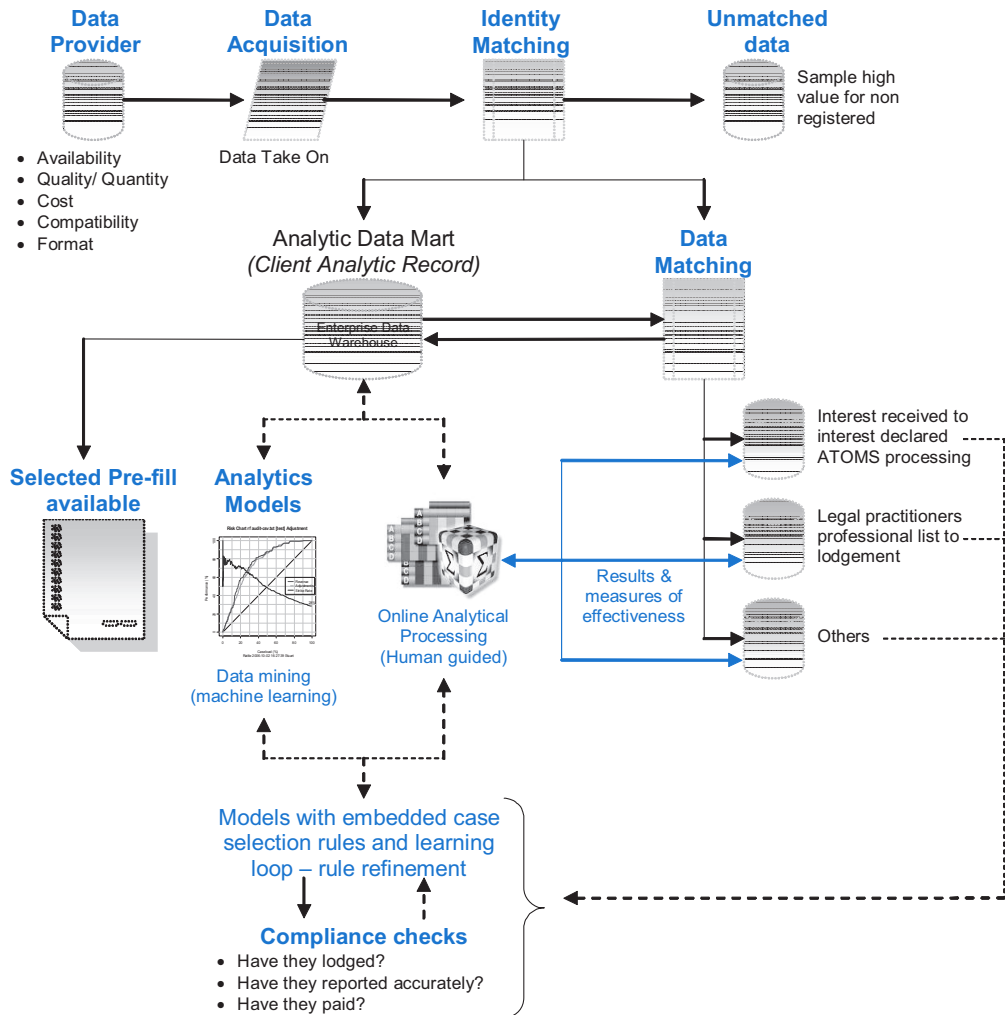 Data
Provider
Data
Acquisition
Identity
Matching
Unmatched
data
Sample high
value for non
registered
Data Take On
• Availability
• Quality/ Quantity
• Cost
• Compatibility
• Format
Analytic Data Mart
(Client Analytic Record)
Enterprise Data
Warehouse
Data
Matching
Interest received to
interest declared
ATOMS processing
Legal practitioners
professional list to
lodgement
Others
Results &
measures of
effectiveness
Selected Pre-fill
available
Analytics
Models
Data mining
(machine learning)
Online Analytical
Processing
(Human guided)
Models with embedded case
selection rules and learning
loop – rule refinement
Compliance checks
• Have they lodged?
• Have they reported accurately?
• Have they paid?